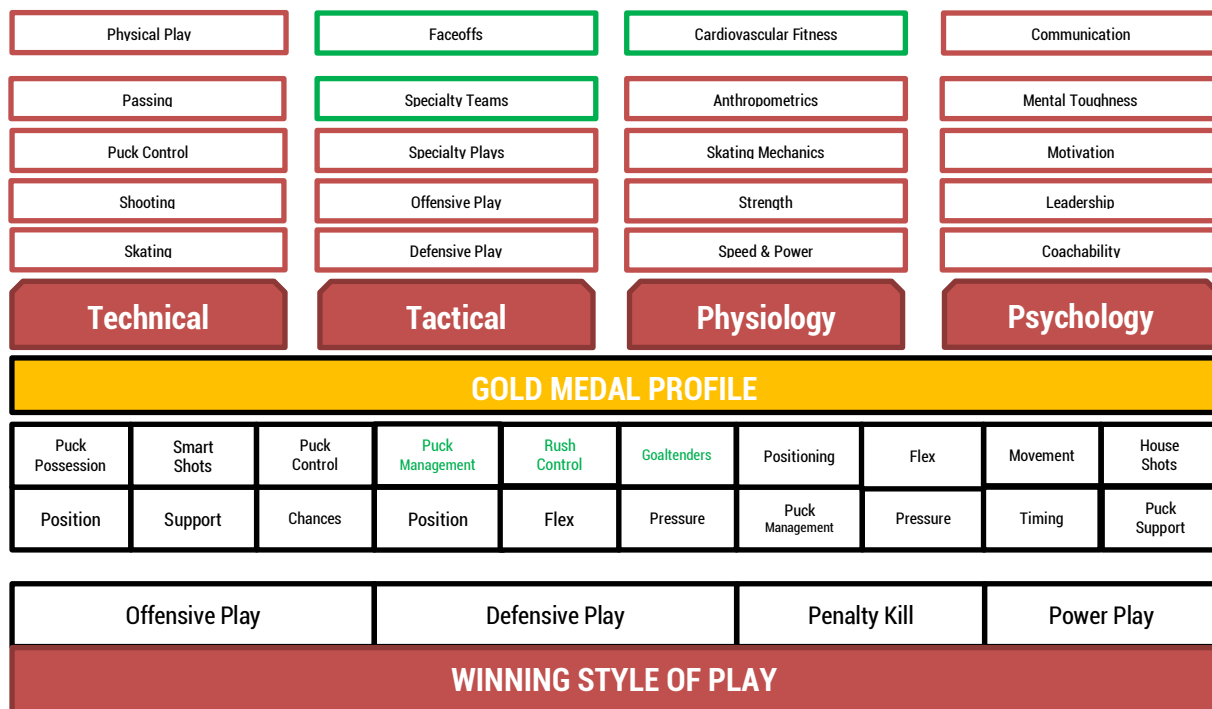 Physical Play
Faceoffs
Cardiovascular Fitness
Communication
Passing
Specialty Teams
Anthropometrics
Mental Toughness
Puck Control
Specialty Plays
Skating Mechanics
Motivation
Shooting
Offensive Play
Strength
Leadership
Skating
Defensive Play
Speed & Power
Coachability
Technical
Tactical
Physiology
Psychology
GOLD MEDAL PROFILE
Puck
Possession
Smart
Shots
Puck
Control
Puck
Management
Rush
Control
Goaltenders
Positioning
Flex
Movement
House
Shots
Position
Support
Chances
Position
Flex
Pressure
Puck
Management
Pressure
Timing
Puck
Support
Offensive Play
Defensive Play
Penalty Kill
Power Play
WINNING STYLE OF PLAY